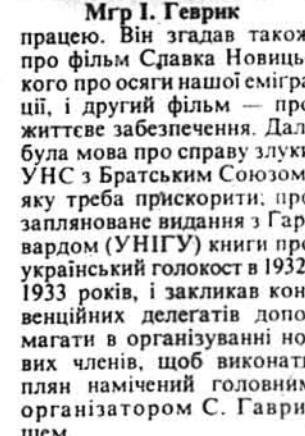 Мґр І. Геврик
працею. Він згадав також
про фільм Славка Новиць-
кого про осяги нашої еміґра-
ції, і другий фільм — про
життєве забезпечення. Далі
була мова про справу злуки
УНС з Братським Союзом,
яку треба прискорити; про
запляноване видання з Гар-
вардом (УНІГУ) книги про
український голокост в 1932-
1933 років, і закликав кон-
венційних делеґатів допо-
магати в організуванні но-
вих членів, щоб виконати
плян намічений головним
організатором С. Гаври-
шем